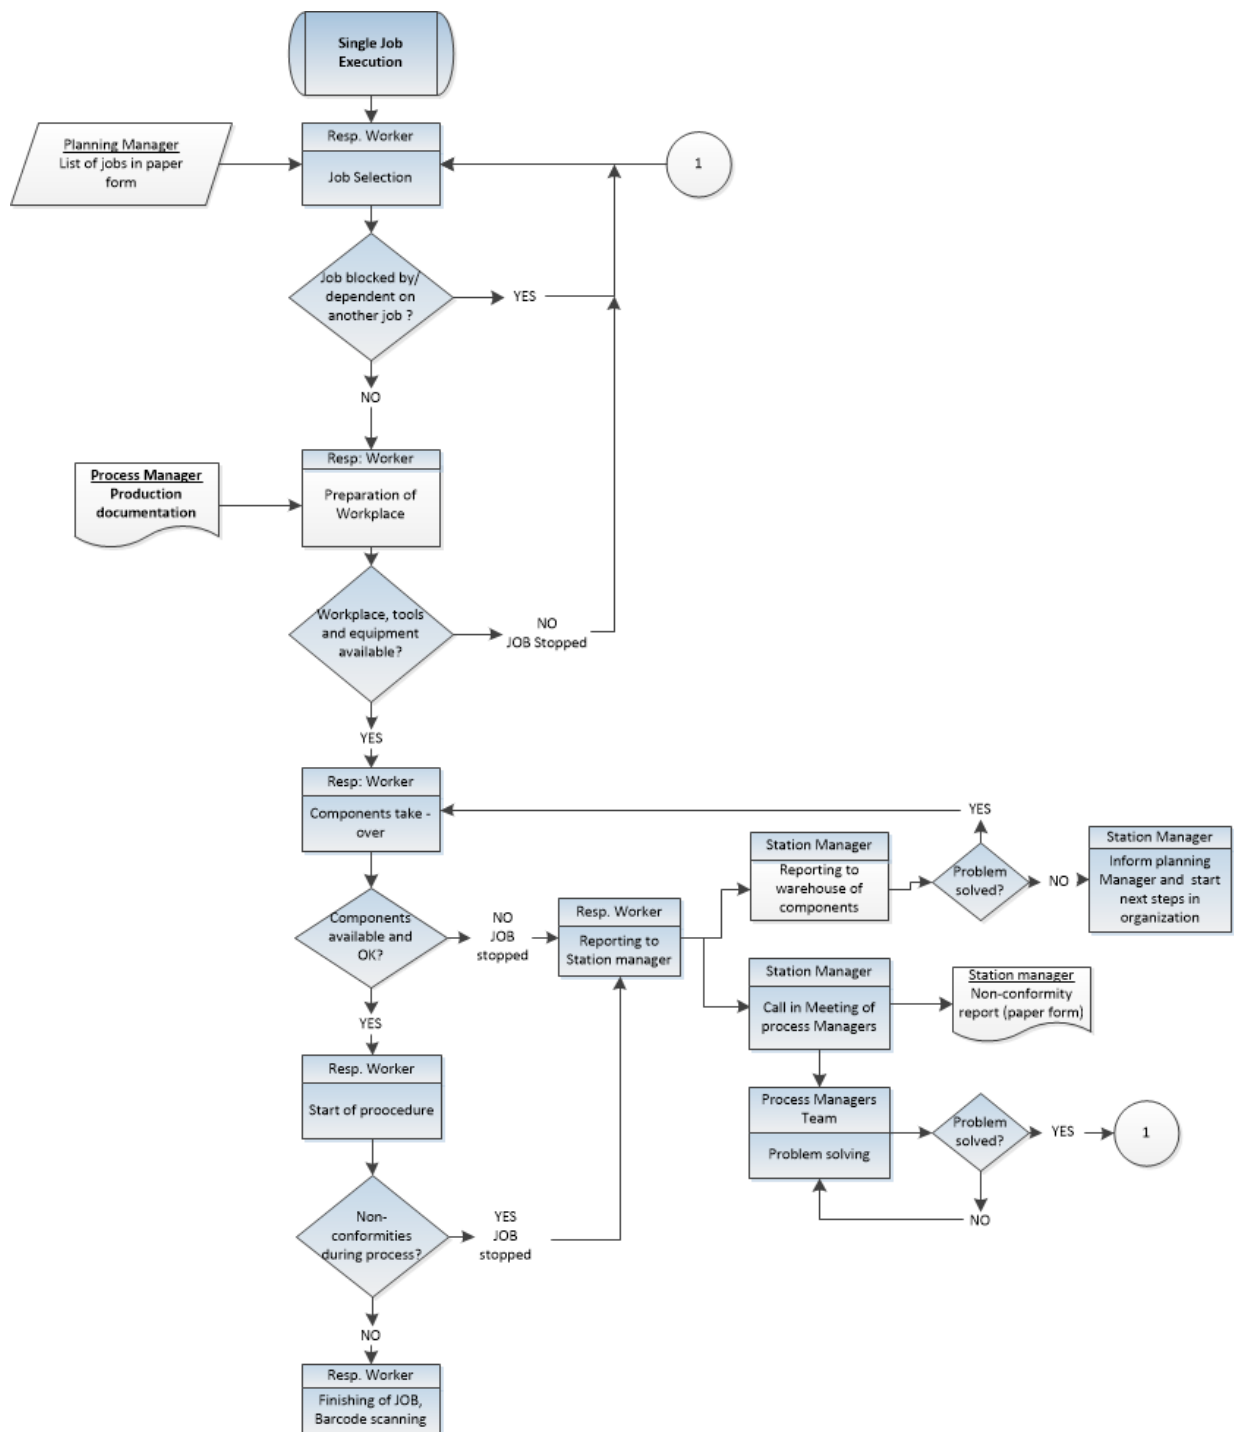 Single Job
Execution
Resp. Worker
Job Selection
Planning Manager
List of jobs in paper
form
1
Job blocked by/
dependent on
another job ?
YES
NO
Resp: Worker
Preparation of
Workplace
Process Manager
Production
documentation
Workplace, tools
and equipment
available?
NO
JOB Stopped
YES
Resp: Worker
Components take -
over
YES
Station Manager
Reporting to
warehouse of
components
Problem
solved?
NO
Station Manager
Inform planning
Manager and start
next steps in
organization
Components
available and
OK?
NO
JOB
stopped
Resp. Worker
Reporting to
Station manager
Station Manager
Call in Meeting of
process Managers
Station manager
Non-conformity
report (paper form)
YES
Resp. Worker
Start of proocedure
Process Managers
Team
Problem solving
Problem
solved?
YES
1
NO
Non-
conformities
during process?
YES
JOB
stopped
NO
Resp. Worker
Finishing of JOB,
Barcode scanning